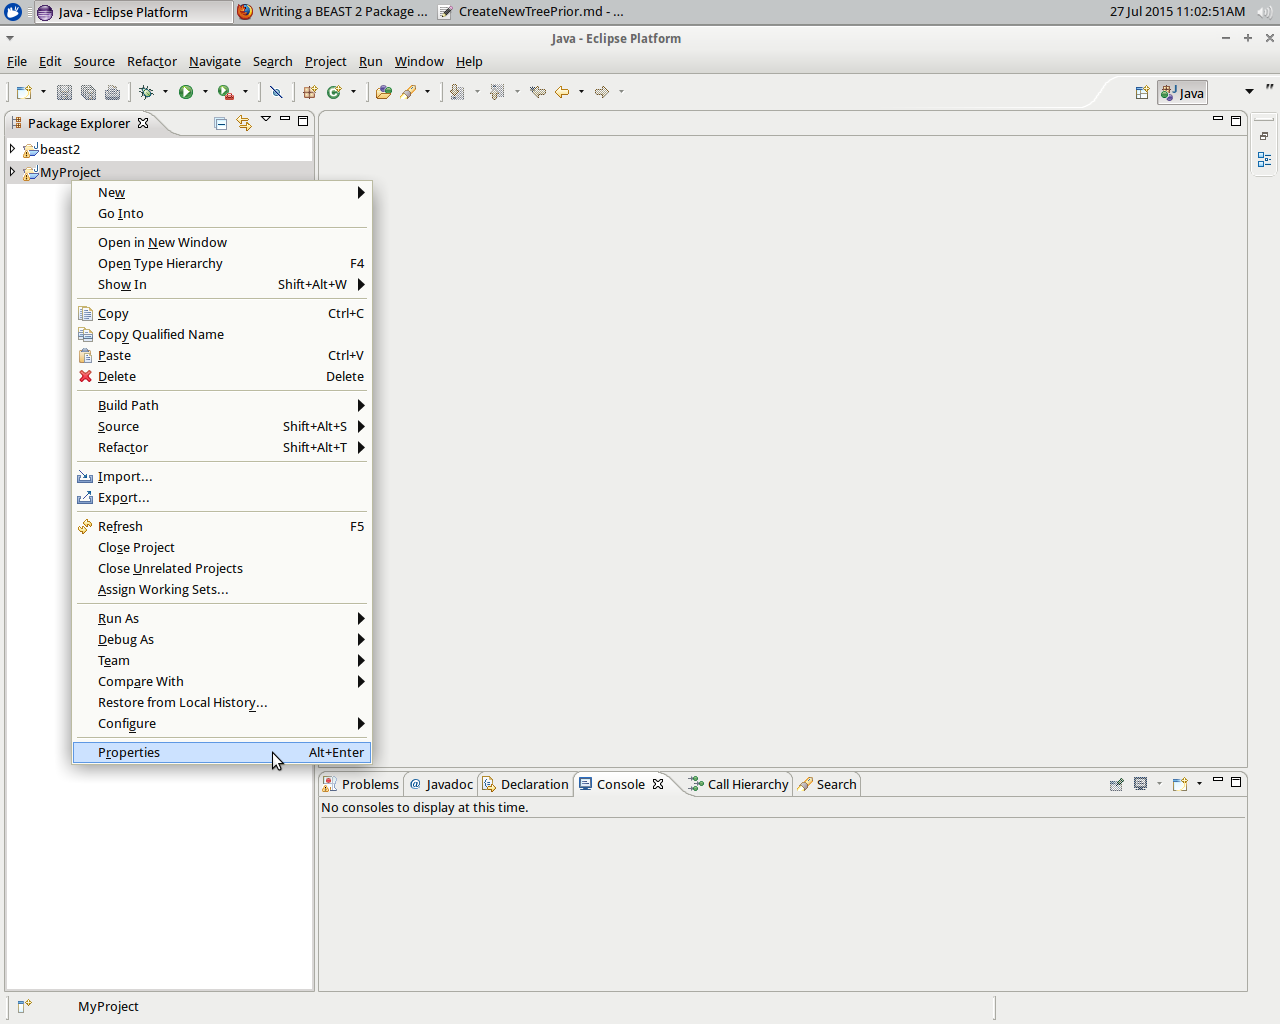 Java - Eclipse Platform
Writing a BEAST 2 Package ...
CreateNewTreePrior.md - ...
27 Jul 2015 11:02:51AM
Java - Eclipse Platform
File Edit Source Refactor Navigate Search Project Run Window Help
Java
Package Explorer
beast2
MyProject
New
Go Into
Open in New Window
Open Type Hierarchy F4
Show In Shift+Alt+W
Copy Ctrl+C
Copy Qualified Name
Paste Ctrl+V
Delete Delete
Build Path
Source Shift+Alt+S
Refactor Shift+Alt+T
Import...
Export...
Refresh F5
Close Project
Close Unrelated Projects
Assign Working Sets...
Run As
Debug As
Team
Compare With
Restore from Local History...
Configure
Properties Alt+Enter
Problems @ Javadoc Declaration Console Call Hierarchy Search
No consoles to display at this time.
MyProject